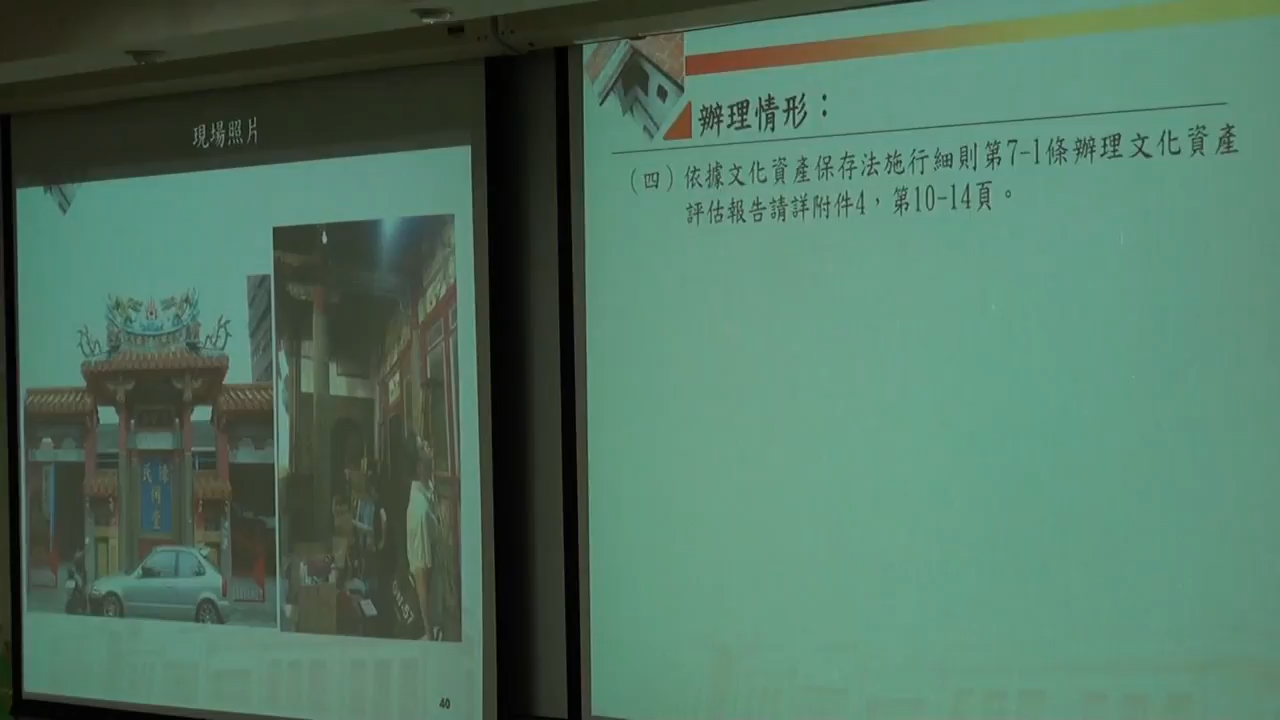 現場照片
40
辦理情形：
（四）依據文化資產保存法施行細則第7-1條辦理文化資產
評估報告請詳附件4，第10-14頁。